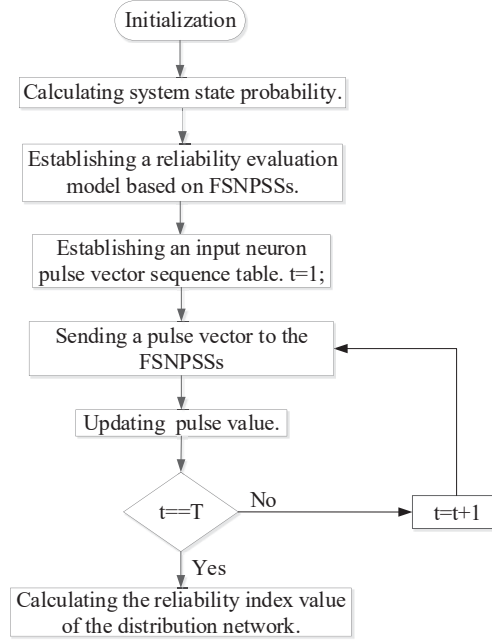 Initialization
Calculating system state probability.
Establishing a reliability evaluation
model based on FSNPSSs.
Establishing an input neuron
pulse vector sequence table. t=1;
Sending a pulse vector to the
FSNPSSs
Updating pulse value.
t==T
No
t=t+1
Yes
Calculating the reliability index value
of the distribution network.